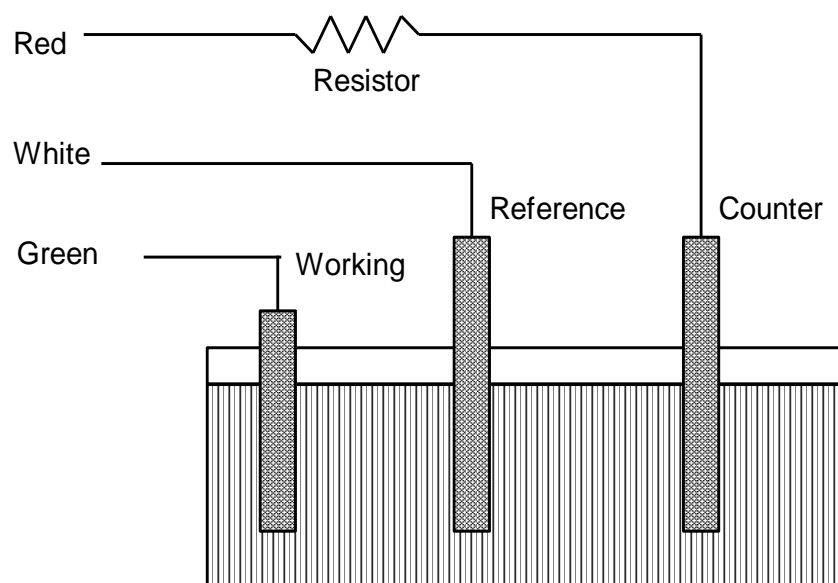 Red
Resistor
White
Reference
Counter
Green
Working